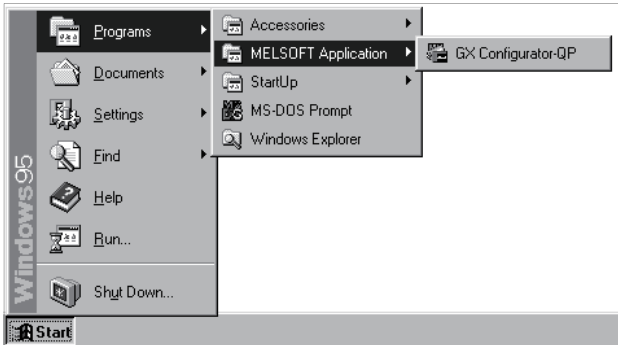 Programs
Documents
Settings
Find
Help
Run...
Shut Down...
Windows95
Start
Accessories
MELSOFT Application
StartUp
MS-DOS Prompt
Windows Explorer
GX Configurator-QP